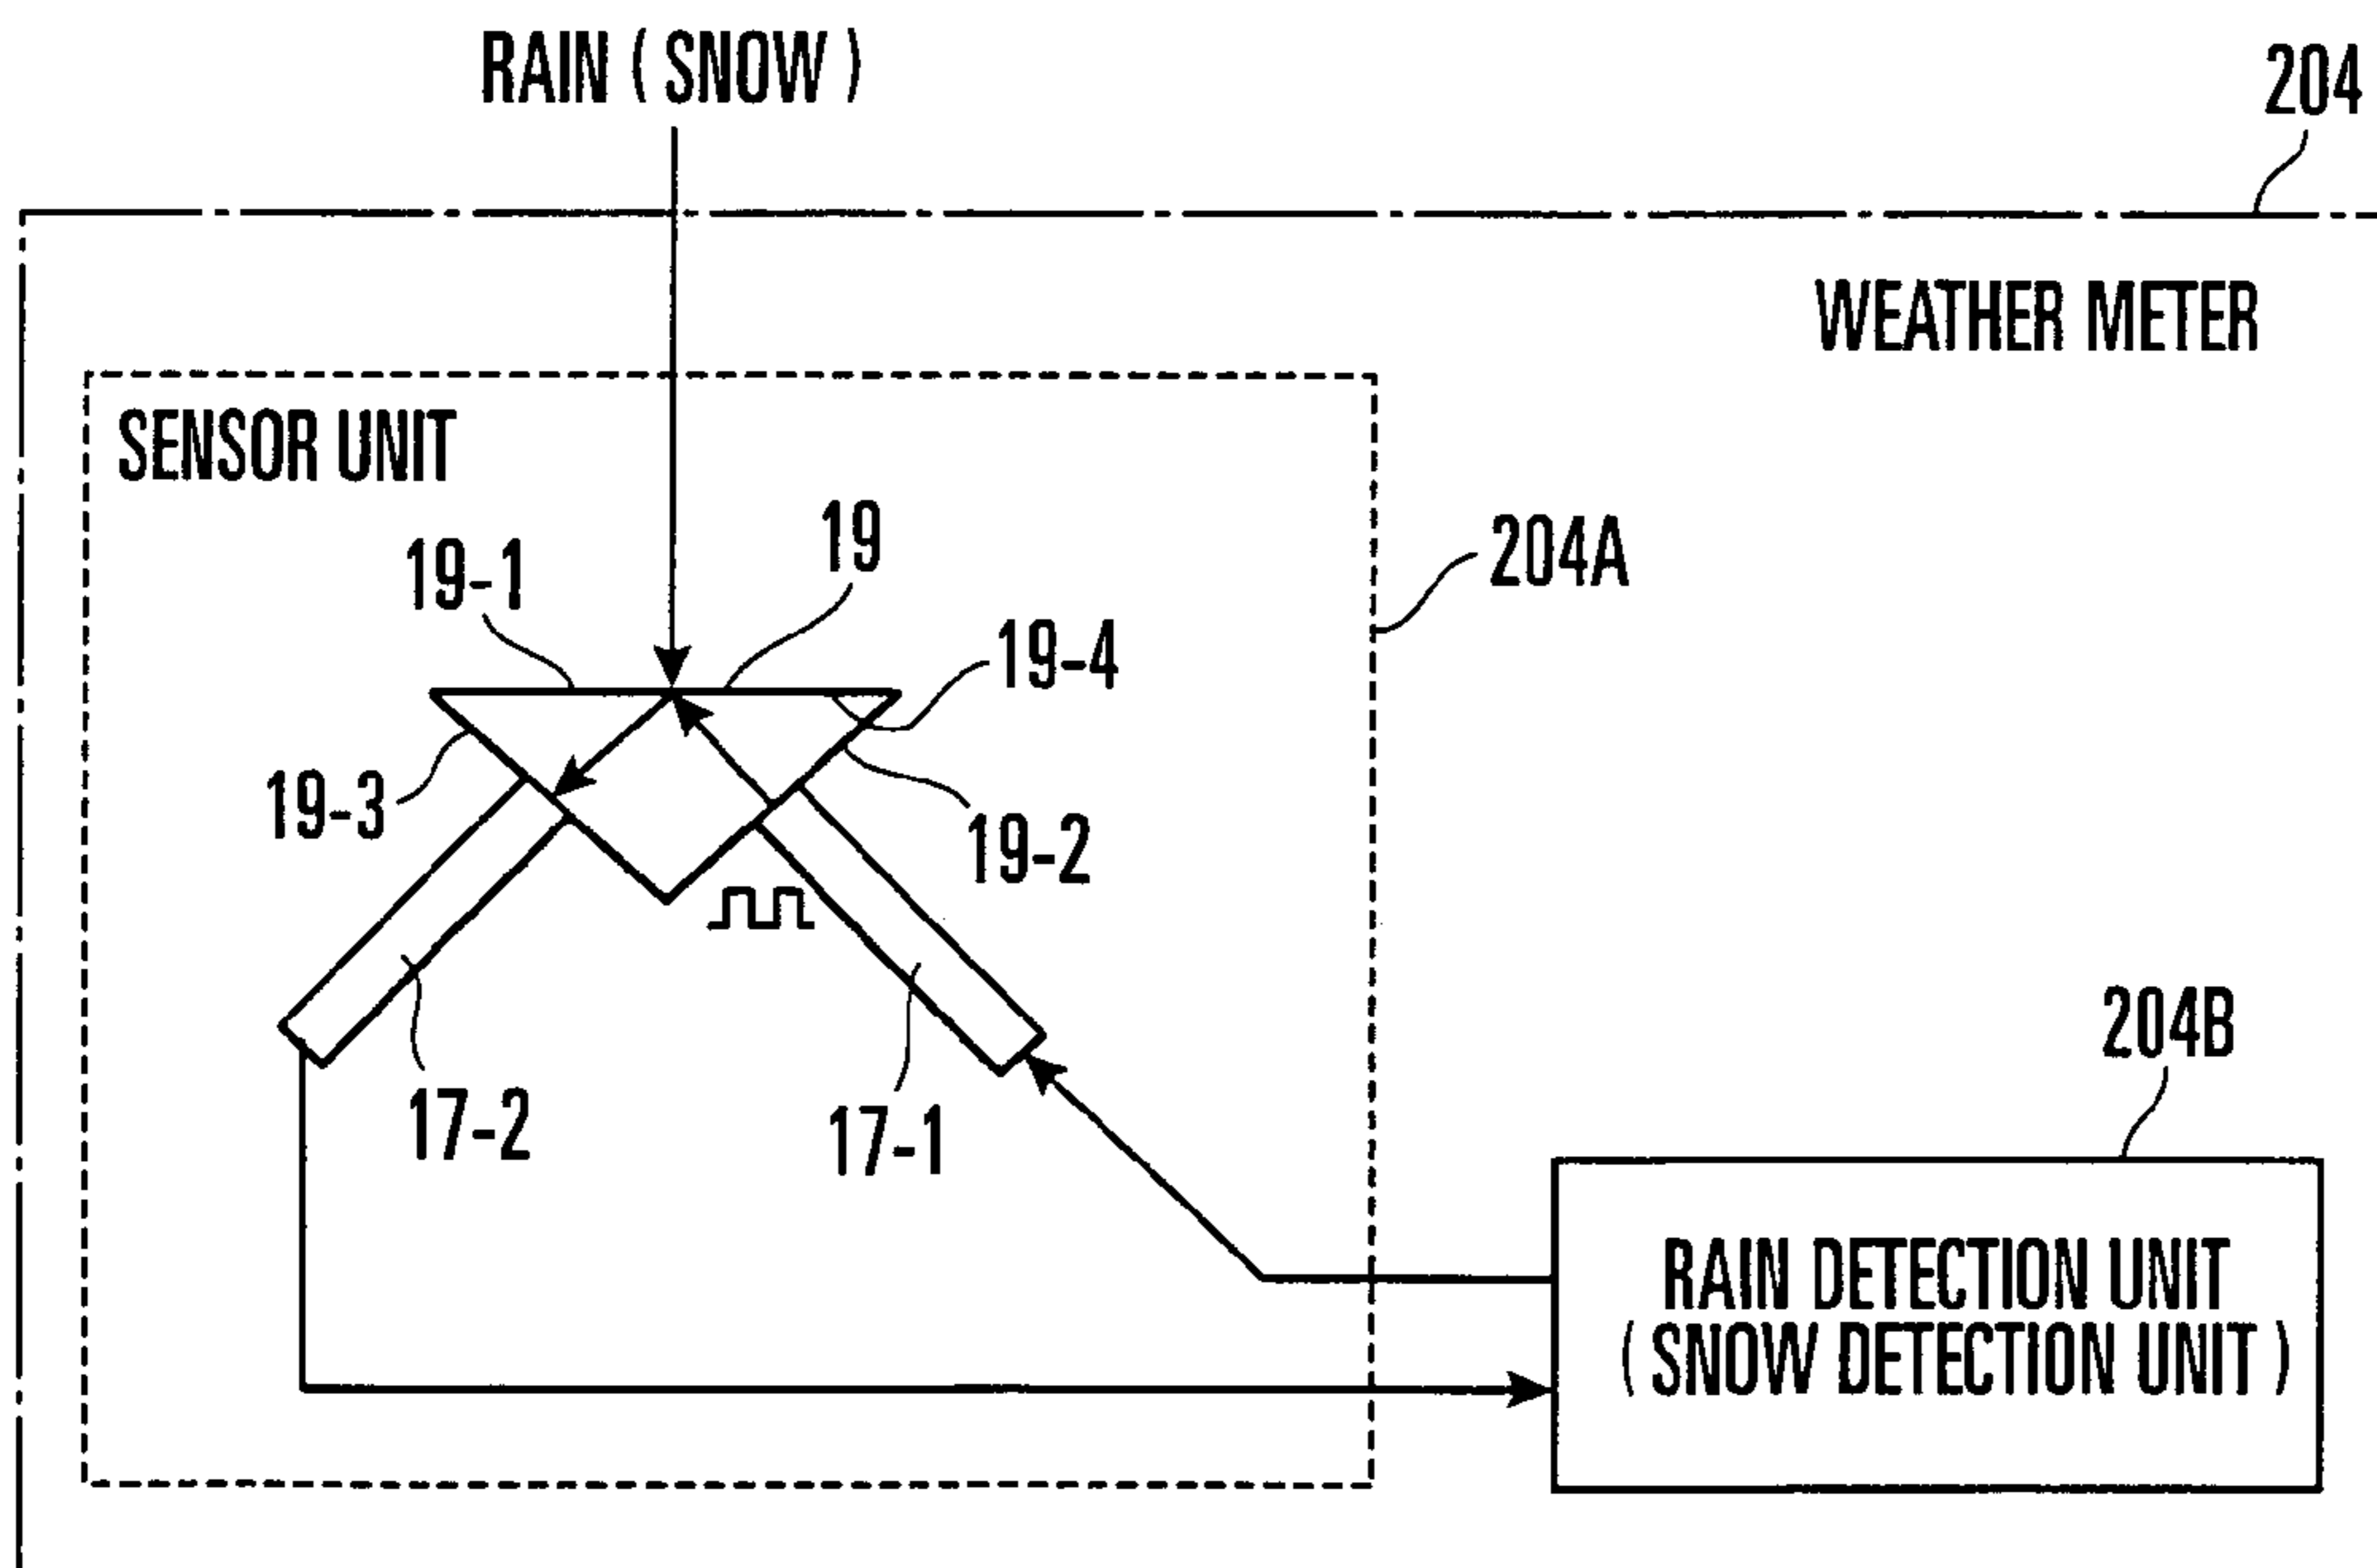 RAIN ( SNOW )
204
WEATHER METER
SENSOR UNIT
19-1
19
204A
19-4
19-3
19-2
17-2
17-1
204B
RAIN DETECTION UNIT
( SNOW DETECTION UNIT )